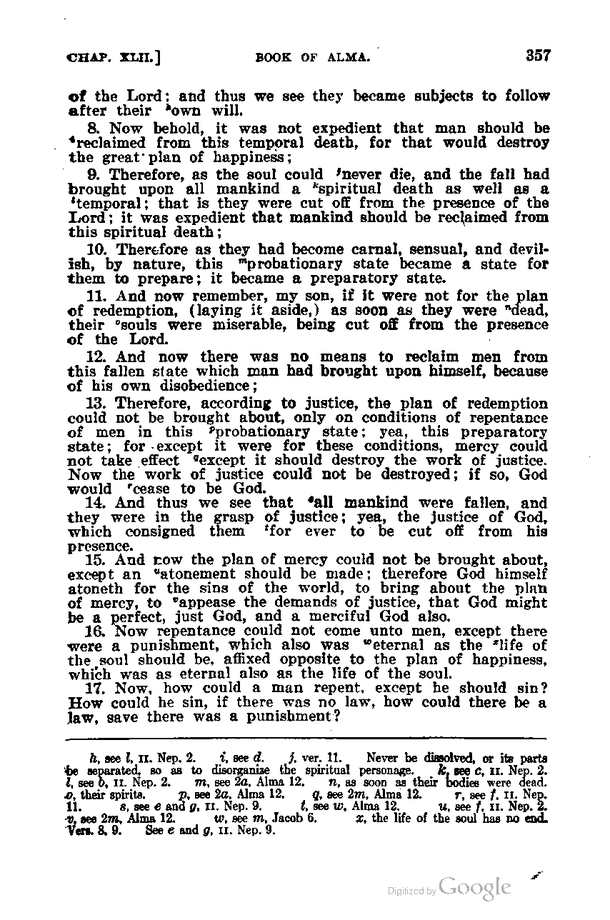 CHAP. XLII.] BOOK OF ALMA. 357
of the Lord; and thus we see they became subjects to follow
after their ʰown will.
8. Now behold, it was not expedient that man should be
ⁱreclaimed from this temporal death, for that would destroy
the great plan of happiness;
9. Therefore, as the soul could ʲnever die, and the fall had
brought upon all mankind a ᵏspiritual death as well as a
ˡtemporal; that is they were cut off from the presence of the
Lord; it was expedient that mankind should be reclaimed from
this spiritual death;
10. Therefore as they had become carnal, sensual, and devil-
ish, by nature, this ᵐprobationary state became a state for
them to prepare; it became a preparatory state.
11. And now remember, my son, if it were not for the plan
of redemption, (laying it aside,) as soon as they were ⁿdead,
their ᵒsouls were miserable, being cut off from the presence
of the Lord.
12. And now there was no means to reclaim men from
this fallen state which man had brought upon himself, because
of his own disobedience;
13. Therefore, according to justice, the plan of redemption
could not be brought about, only on conditions of repentance
of men in this ᵖprobationary state; yea, this preparatory
state; for except it were for these conditions, mercy could
not take effect qexcept it should destroy the work of justice.
Now the work of justice could not be destroyed; if so, God
would ʳcease to be God.
14. And thus we see that ˢall mankind were fallen, and
they were in the grasp of justice; yea, the justice of God,
which consigned them ᵗfor ever to be cut off from his
presence.
15. And now the plan of mercy could not be brought about,
except an ᵘatonement should be made; therefore God himself
atoneth for the sins of the world, to bring about the plan
of mercy, to ᵛappease the demands of justice, that God might
be a perfect, just God, and a merciful God also.
16. Now repentance could not come unto men, except there
were a punishment, which also was ʷeternal as the ˣlife of
the soul should be, affixed opposite to the plan of happiness,
which was as eternal also as the life of the soul.
17. Now, how could a man repent, except he should sin?
How could he sin, if there was no law, how could there be a
law, save there was a punishment?
h, see l, II. Nep. 2. i, see d. j, ver. 11. Never be dissolved, or its parts
be separated, so as to disorganize the spiritual personage. k, see c, II. Nep. 2.
l, see b, II. Nep. 2. m, see 2a, Alma 12. n, as soon as their bodies were dead.
o, their spirits. p, see 2a, Alma 12. q, see 2m, Alma 12. r, see f, II. Nep.
11. s, see e and g, II. Nep. 9. t, see w, Alma 12. u, see f, II. Nep. 2.
v, see 2m, Alma 12. w, see m, Jacob 6. x, the life of the soul has no end.
Vers. 8, 9. See e and g, II. Nep. 9.
Digitized by Google